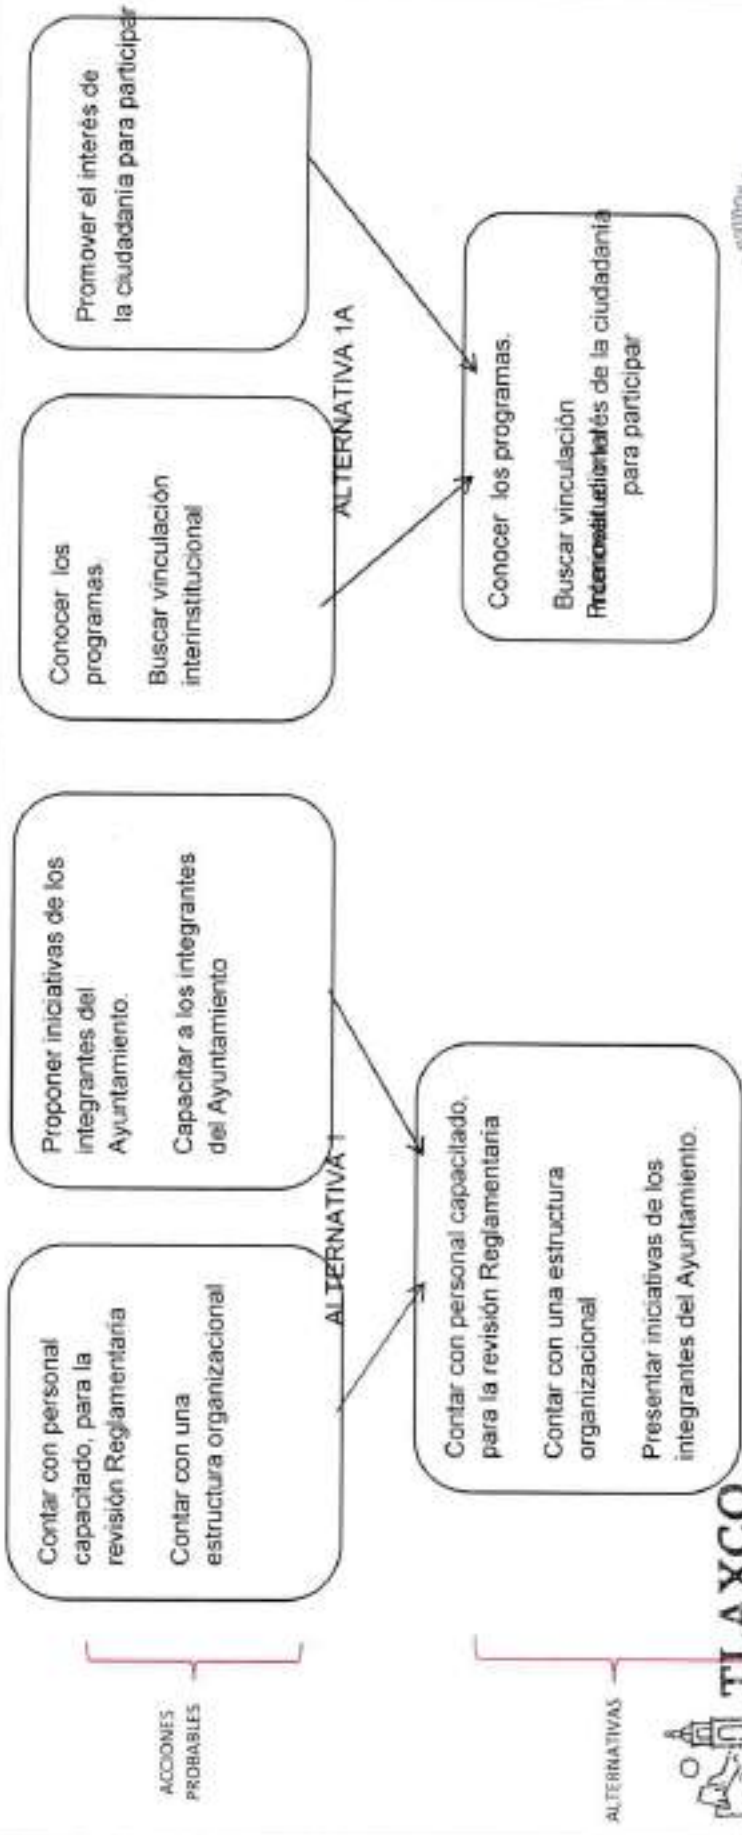 ACCIONES
PROBABLES
Contar con personal
capacitado, para la
revisión Reglamentaria
Contar con una
estructura organizacional
Proponer iniciativas de los
integrantes del
Ayuntamiento.
Capacitar a los integrantes
del Ayuntamiento
Conocer los
programas.
Buscar vinculación
interinstitucional
Promover el interés de
la ciudadanía para participar
ALTERNATIVA 1
ALTERNATIVA 1A
ALTERNATIVAS
Contar con personal capacitado,
para la revisión Reglamentaria
Contar con una estructura
organizacional
Presentar iniciativas de los
integrantes del Ayuntamiento.
Conocer los programas.
Buscar vinculación
de la ciudadanía
para participar
TLAXCO